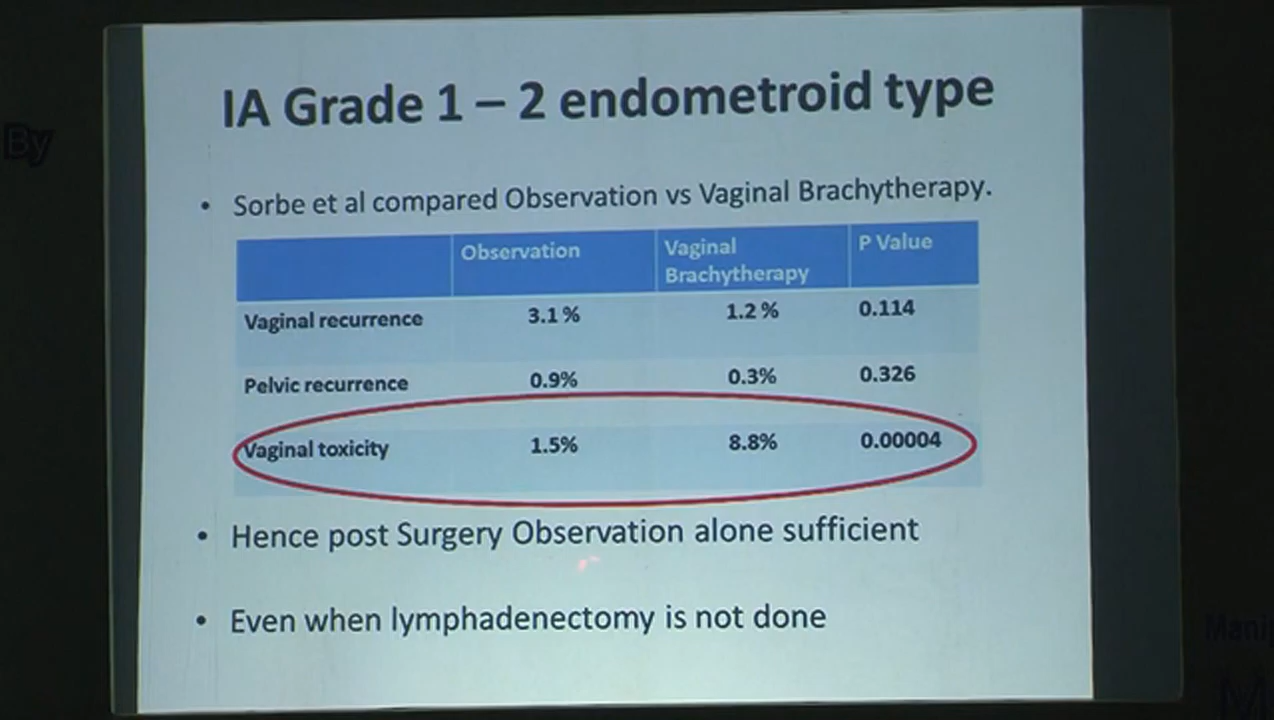 IA Grade 1 – 2 endometroid type
By
• Sorbe et al compared Observation vs Vaginal Brachytherapy.
Observation Vaginal Brachytherapy P Value
Vaginal recurrence 3.1% 1.2% 0.114
Pelvic recurrence 0.9% 0.3% 0.326
Vaginal toxicity 1.5% 8.8% 0.00004
• Hence post Surgery Observation alone sufficient
• Even when lymphadenectomy is not done
Manip
M